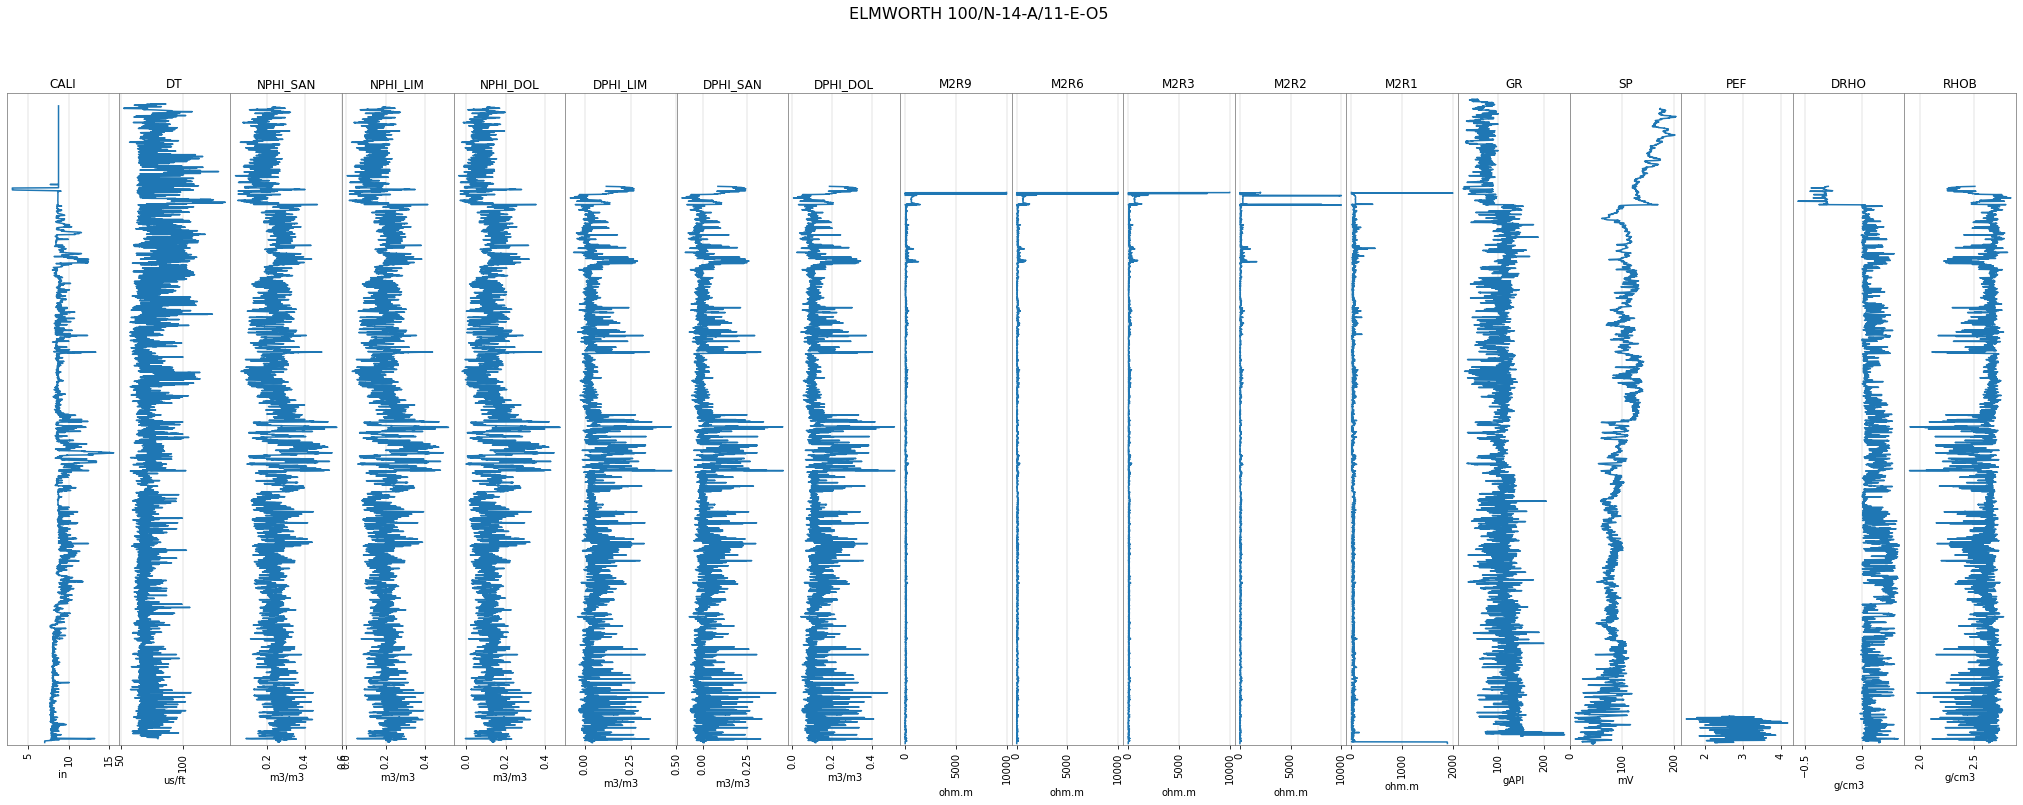 ELMWORTH 100/N-14-A/11-E-O5
CALI DT NPHI_SAN NPHI_LIM NPHI_DOL DPHI_LIM DPHI_SAN DPHI_DOL M2R9 M2R6 M2R3 M2R2 M2R1 GR SP PEF DRHO RHOB
5 10 15 50 100 0.2 0.4 0.2 0.4 0.0 0.2 0.4 0.00 0.25 0.50 0.00 0.25 0.0 0.2 0.4 0 5000 10000 0 5000 10000 0 5000 10000 0 5000 10000 0 1000 2000 100 200 0 100 200 2 3 4 −0.5 0.0 2.0 2.5
in us/ft m3/m3 m3/m3 m3/m3 m3/m3 m3/m3 m3/m3 ohm.m ohm.m ohm.m ohm.m ohm.m gAPI mV g/cm3 g/cm3